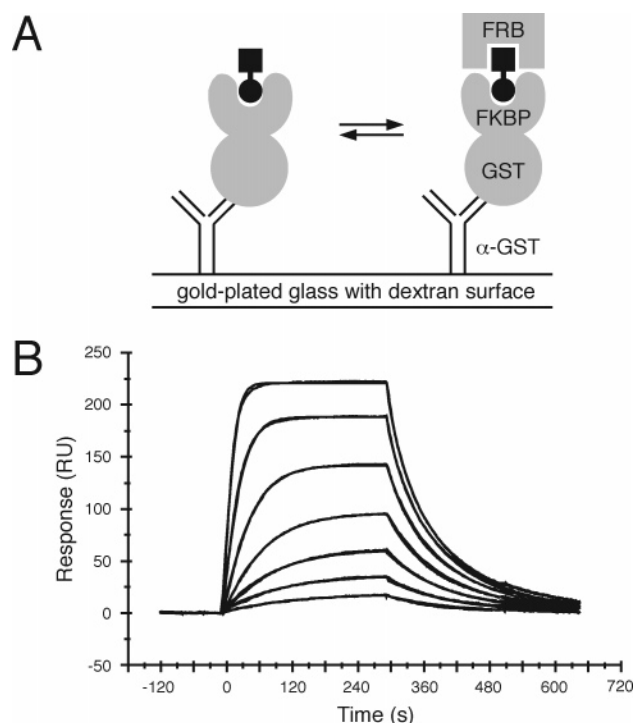 A
FRB
FKBP
GST
α-GST
gold-plated glass with dextran surface
B
250
200
150
100
50
0
-50
Response (RU)
-120 0 120 240 360 480 600 720
Time (s)